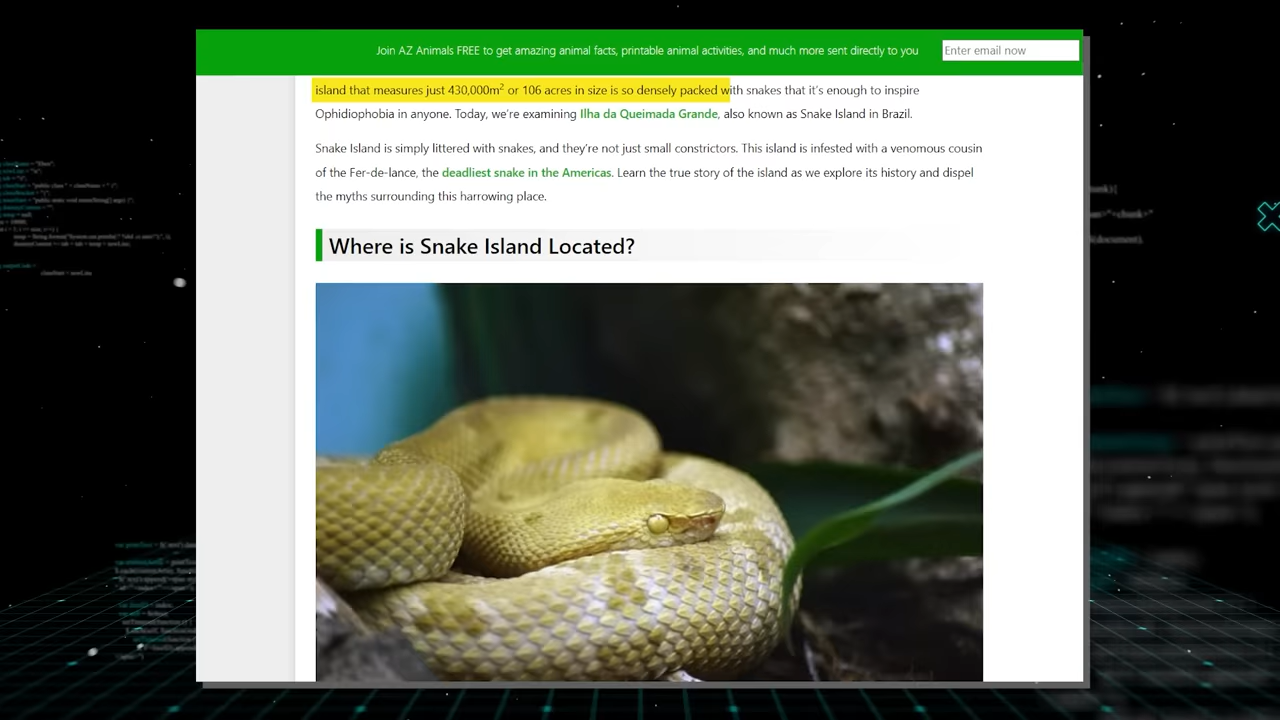 Join AZ Animals FREE to get amazing animal facts, printable animal activities, and much more sent directly to you
Enter email now
island that measures just 430,000m² or 106 acres in size is so densely packed with snakes that it's enough to inspire
Ophidiophobia in anyone. Today, we're examining Ilha da Queimada Grande, also known as Snake Island in Brazil.
Snake Island is simply littered with snakes, and they're not just small constrictors. This island is infested with a venomous cousin
of the Fer-de-lance, the deadliest snake in the Americas. Learn the true story of the island as we explore its history and dispel
the myths surrounding this harrowing place.
Where is Snake Island Located?